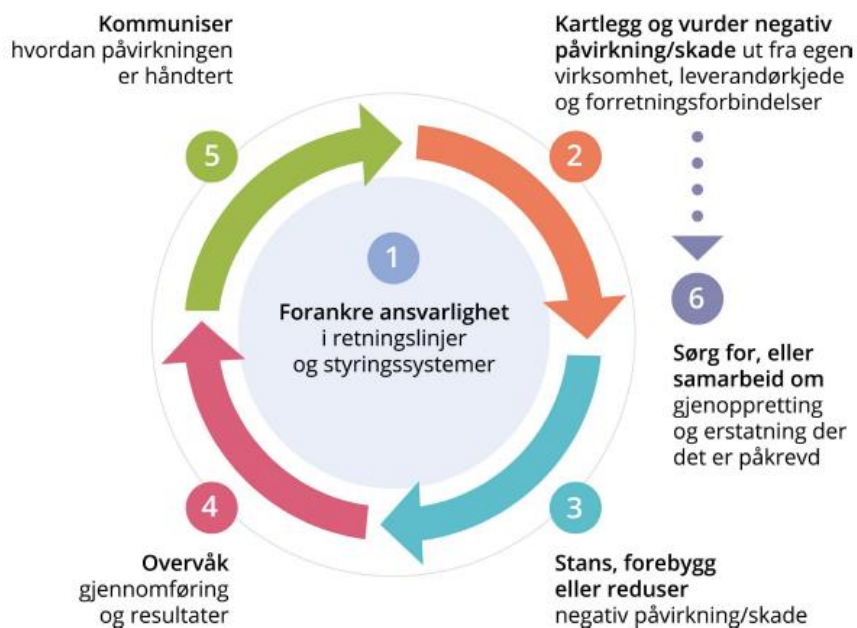 1
Forankre ansvarlighet
i retningslinjer
og styringssystemer
2
Kartlegg og vurder negativ
påvirkning/skade ut fra egen
virksomhet, leverandørkjede
og forretningsforbindelser
3
Stans, forebygg
eller reduser
negativ påvirkning/skade
4
Overvåk
gjennomføring
og resultater
5
Kommuniser
hvordan påvirkningen
er håndtert
6
Sørg for, eller
samarbeid om
gjenoppretting
og erstatning der
det er påkrevd